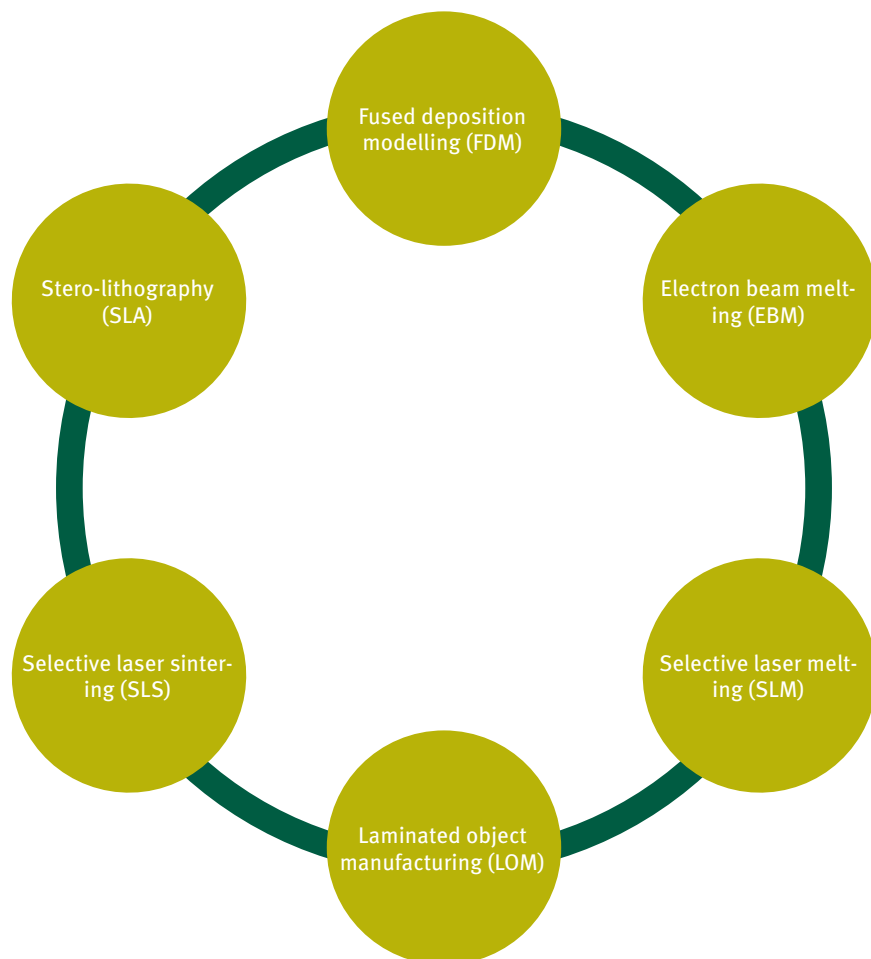 Fused deposition
modelling (FDM)
Stero-lithography
(SLA)
Electron beam melt-
ing (EBM)
Selective laser sinter-
ing (SLS)
Selective laser melt-
ing (SLM)
Laminated object
manufacturing (LOM)